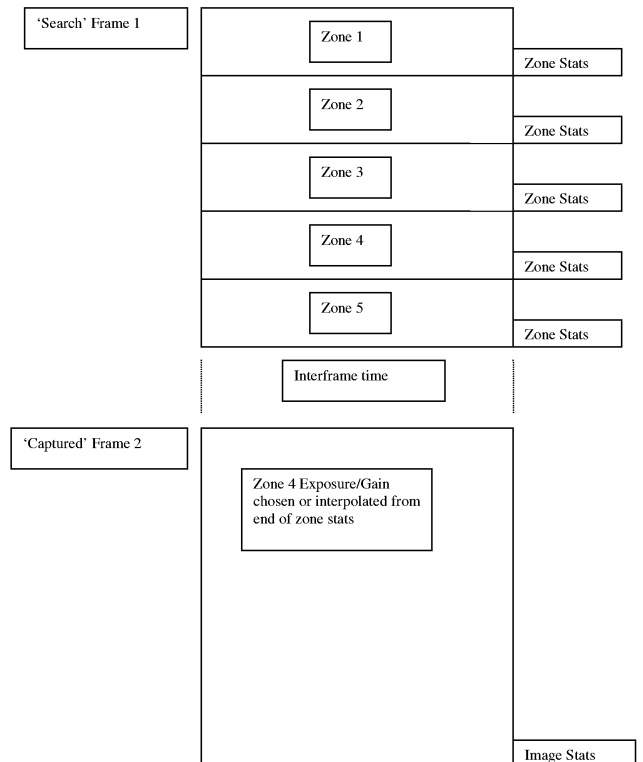 ‘Search’ Frame 1
Zone 1
Zone Stats
Zone 2
Zone Stats
Zone 3
Zone Stats
Zone 4
Zone Stats
Zone 5
Zone Stats
Interframe time
‘Captured’ Frame 2
Zone 4 Exposure/Gain
chosen or interpolated from
end of zone stats
Image Stats